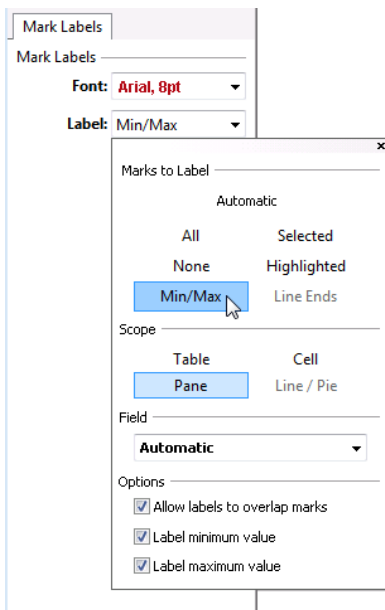 Mark Labels
Mark Labels
Font: Arial, 8pt
Label: Min/Max
x
Marks to Label
Automatic
All Selected
None Highlighted
Min/Max Line Ends
Scope
Table Cell
Pane Line / Pie
Field
Automatic
Options
Allow labels to overlap marks
Label minimum value
Label maximum value